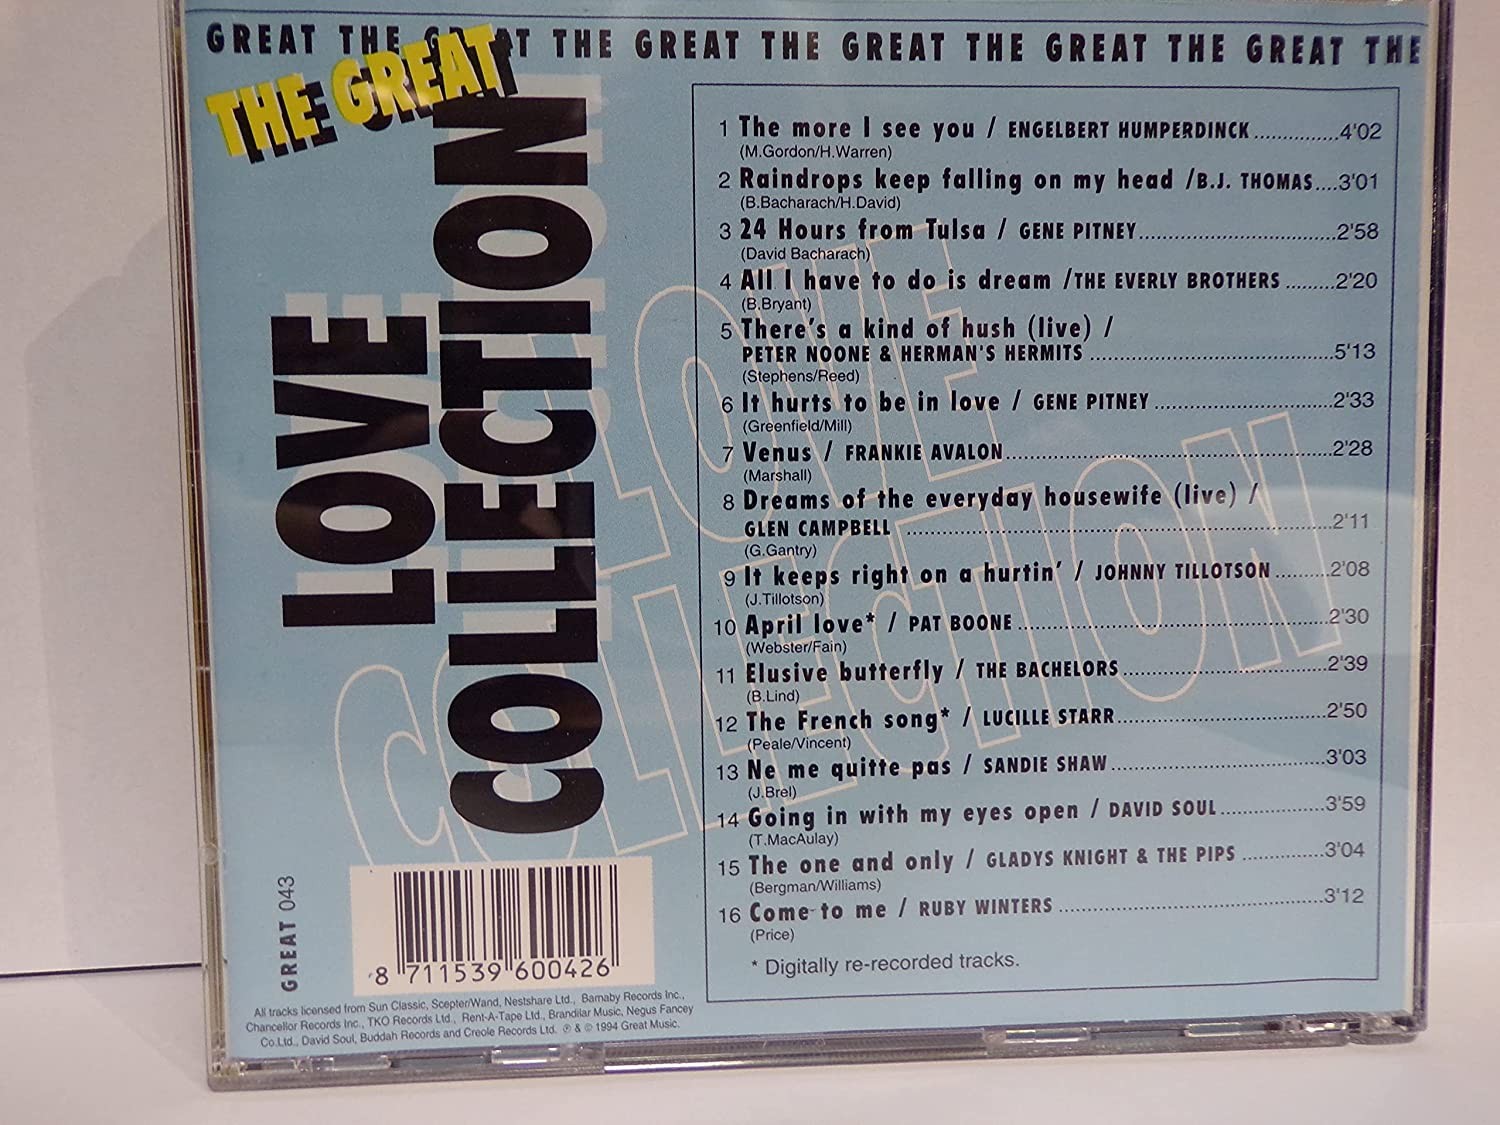 GREAT THE GREAT THE GREAT THE GREAT THE GREAT THE GREAT THE
THE GREAT
LOVE
COLLECTION
1 The more I see you / ENGELBERT HUMPERDINCK..............4'02
(M.Gordon/H.Warren)
2 Raindrops keep falling on my head /B.J. THOMAS....3'01
(B.Bacharach/H.David)
3 24 Hours from Tulsa / GENE PITNEY.................................2'58
(David Bacharach)
4 All I have to do is dream /THE EVERLY BROTHERS .........2'20
(B.Bryant)
5 There's a kind of hush (live) /
PETER NOONE & HERMAN'S HERMITS .........................................5'13
(Stephens/Reed)
6 It hurts to be in love / GENE PITNEY ..............................2'33
(Greenfield/Mill)
7 Venus / FRANKIE AVALON.......................................................2'28
(Marshall)
8 Dreams of the everyday housewife (live) /
GLEN CAMPBELL .......................................................................2'11
(G.Gantry)
9 It keeps right on a hurtin' / JOHNNY TILLOTSON ..........2'08
(J.Tillotson)
10 April love* / PAT BOONE .....................................................2'30
(Webster/Fain)
11 Elusive butterfly / THE BACHELORS...................................2'39
(B.Lind)
12 The French song* / LUCILLE STARR....................................2'50
(Peale/Vincent)
13 Ne me quitte pas / SANDIE SHAW.....................................3'03
(J.Brel)
14 Going in with my eyes open / DAVID SOUL..................3'59
(T.MacAulay)
15 The one and only / GLADYS KNIGHT & THE PIPS ..............3'04
(Bergman/Williams)
16 Come to me / RUBY WINTERS .............................................3'12
(Price)
* Digitally re-recorded tracks.
GREAT 043
8 711539 600426
All tracks licensed from Sun Classic, Scepter/Wand, Nestshare Ltd., Barnaby Records Inc.,
Chancellor Records Inc., TKO Records Ltd., Rent-A-Tape Ltd., Brandilar Music, Negus Fancey
Co.Ltd., David Soul, Buddah Records and Creole Records Ltd. ℗ & © 1994 Great Music.
LOVE
COLLECTION